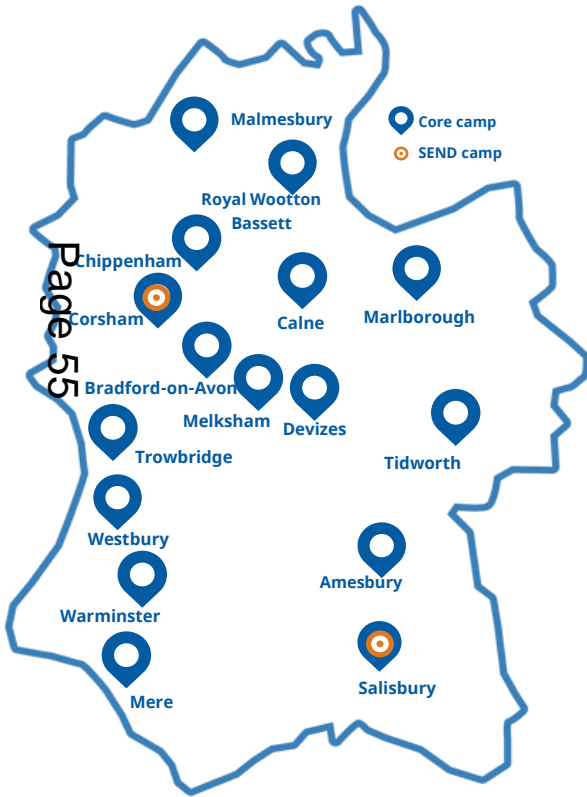 Malmesbury
Core camp
SEND camp
Royal Wootton
Bassett
Chippenham
Corsham
Calne
Marlborough
Page 55
Bradford-on-Avon
Melksham
Devizes
Trowbridge
Tidworth
Westbury
Amesbury
Warminster
Mere
Salisbury